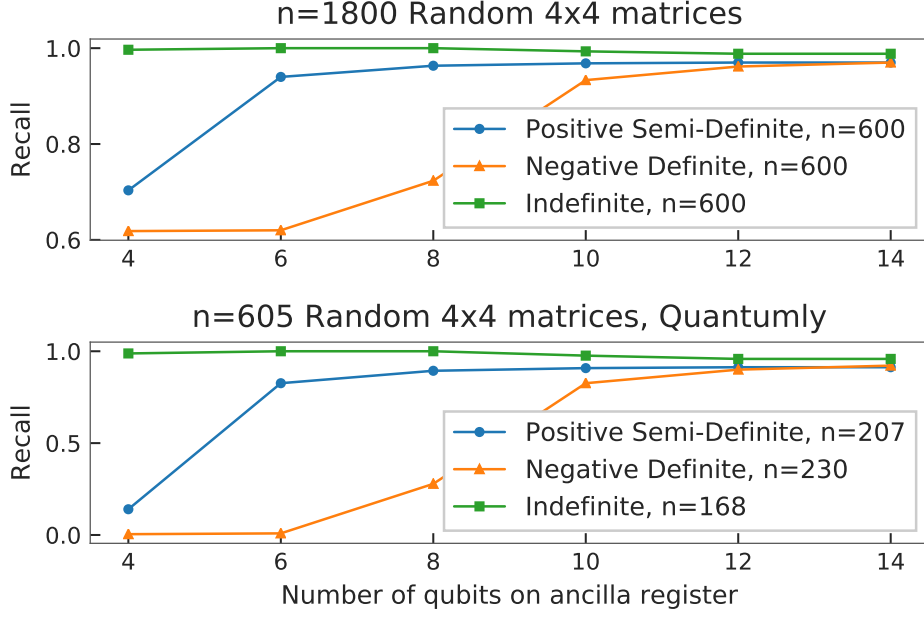 n=1800 Random 4x4 matrices
1.0
0.8
0.6
Recall
Positive Semi-Definite, n=600
Negative Definite, n=600
Indefinite, n=600
4 6 8 10 12 14
n=605 Random 4x4 matrices, Quantumly
1.0
0.5
0.0
Recall
Positive Semi-Definite, n=207
Negative Definite, n=230
Indefinite, n=168
4 6 8 10 12 14
Number of qubits on ancilla register